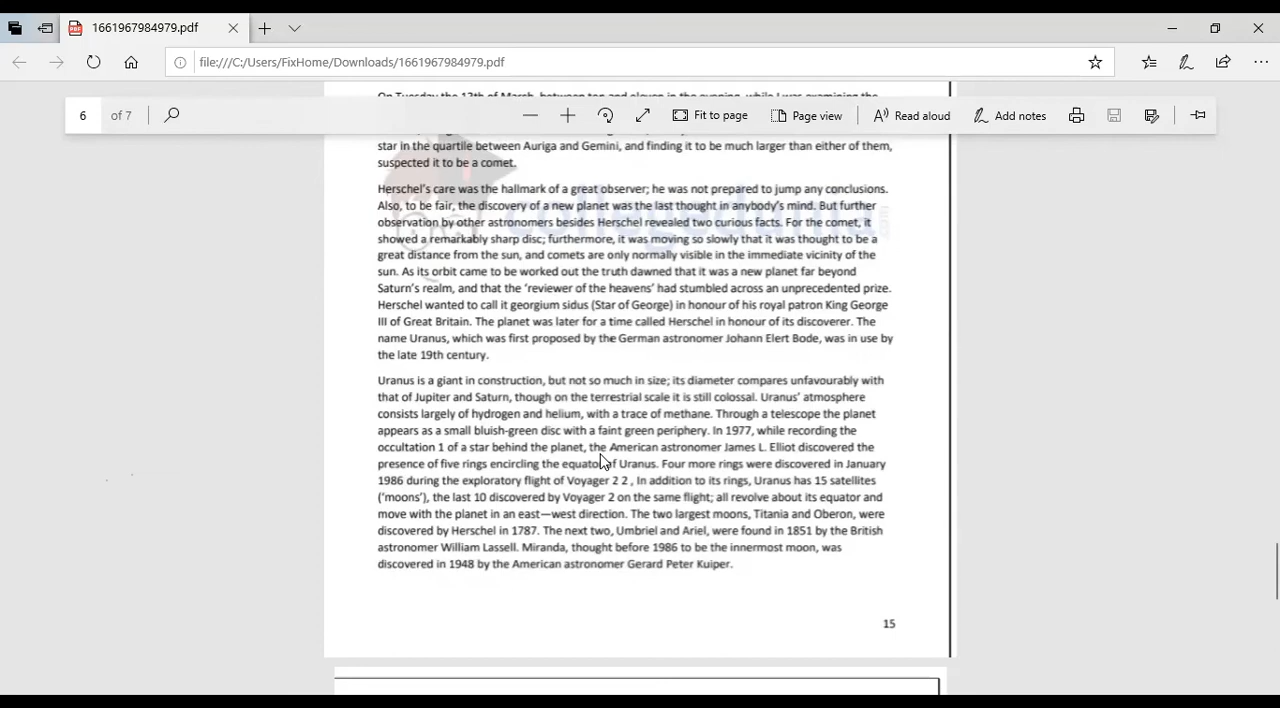 1661967984979.pdf
file:///C:/Users/FixHome/Downloads/1661967984979.pdf
On Tuesday the 13th of March, between ten and eleven in the evening, while I was examining the
6 of 7 Fit to page Page view Read aloud Add notes
star in the quartile between Auriga and Gemini, and finding it to be much larger than either of them,
suspected it to be a comet.
Herschel's care was the hallmark of a great observer; he was not prepared to jump any conclusions.
Also, to be fair, the discovery of a new planet was the last thought in anybody's mind. But further
observation by other astronomers besides Herschel revealed two curious facts. For the comet, it
showed a remarkably sharp disc; furthermore, it was moving so slowly that it was thought to be a
great distance from the sun, and comets are only normally visible in the immediate vicinity of the
sun. As its orbit came to be worked out the truth dawned that it was a new planet far beyond
Saturn's realm, and that the 'reviewer of the heavens' had stumbled across an unprecedented prize.
Herschel wanted to call it georgium sidus (Star of George) in honour of his royal patron King George
III of Great Britain. The planet was later for a time called Herschel in honour of its discoverer. The
name Uranus, which was first proposed by the German astronomer Johann Elert Bode, was in use by
the late 19th century.
Uranus is a giant in construction, but not so much in size; its diameter compares unfavourably with
that of Jupiter and Saturn, though on the terrestrial scale it is still colossal. Uranus' atmosphere
consists largely of hydrogen and helium, with a trace of methane. Through a telescope the planet
appears as a small bluish-green disc with a faint green periphery. In 1977, while recording the
occultation 1 of a star behind the planet, the American astronomer James L. Elliot discovered the
presence of five rings encircling the equator of Uranus. Four more rings were discovered in January
1986 during the exploratory flight of Voyager 2 2 , In addition to its rings, Uranus has 15 satellites
('moons'), the last 10 discovered by Voyager 2 on the same flight; all revolve about its equator and
move with the planet in an east—west direction. The two largest moons, Titania and Oberon, were
discovered by Herschel in 1787. The next two, Umbriel and Ariel, were found in 1851 by the British
astronomer William Lassell. Miranda, thought before 1986 to be the innermost moon, was
discovered in 1948 by the American astronomer Gerard Peter Kuiper.
15